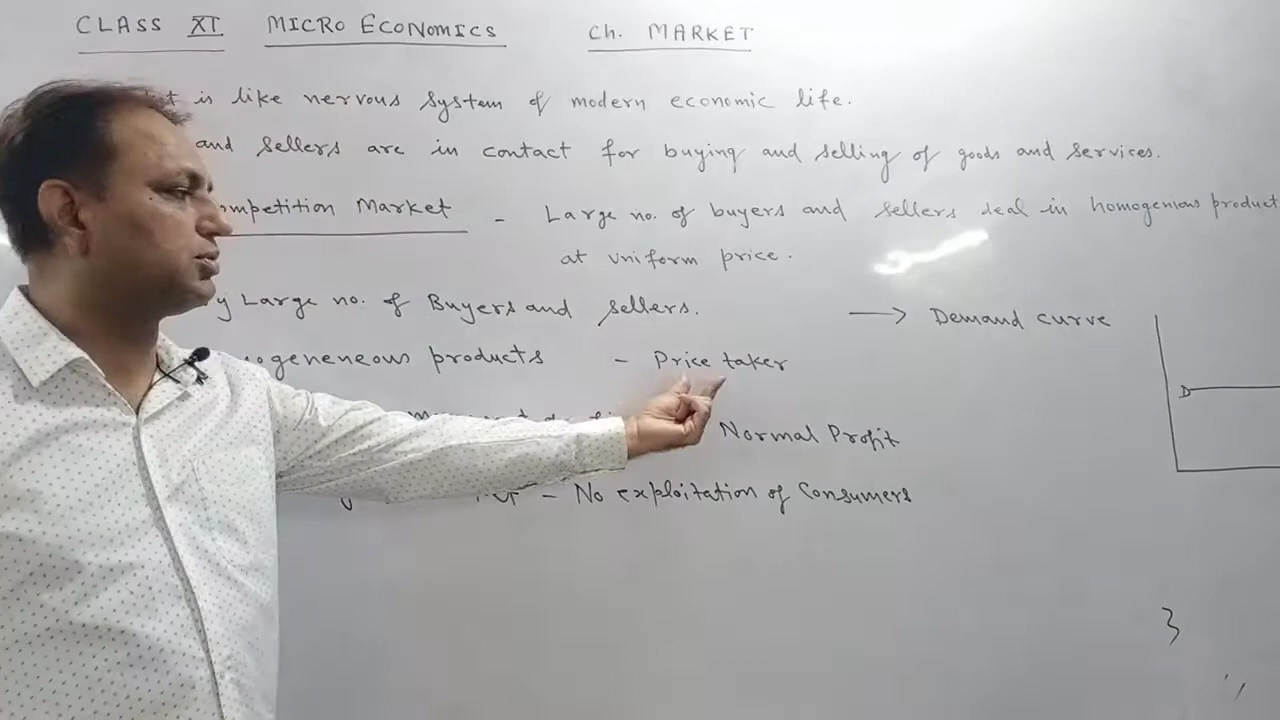 CLASS XI MICRO ECONOMICS Ch. MARKET
is like nervous system of modern economic life.
and sellers are in contact for buying and selling of goods and services.
ompetition Market - Large no. of buyers and sellers deal in homogenious product
at uniform price.
y Large no. of Buyers and sellers. → Demand curve
ogeneneous products - Price taker
D
Normal Profit
- No exploitation of Consumers